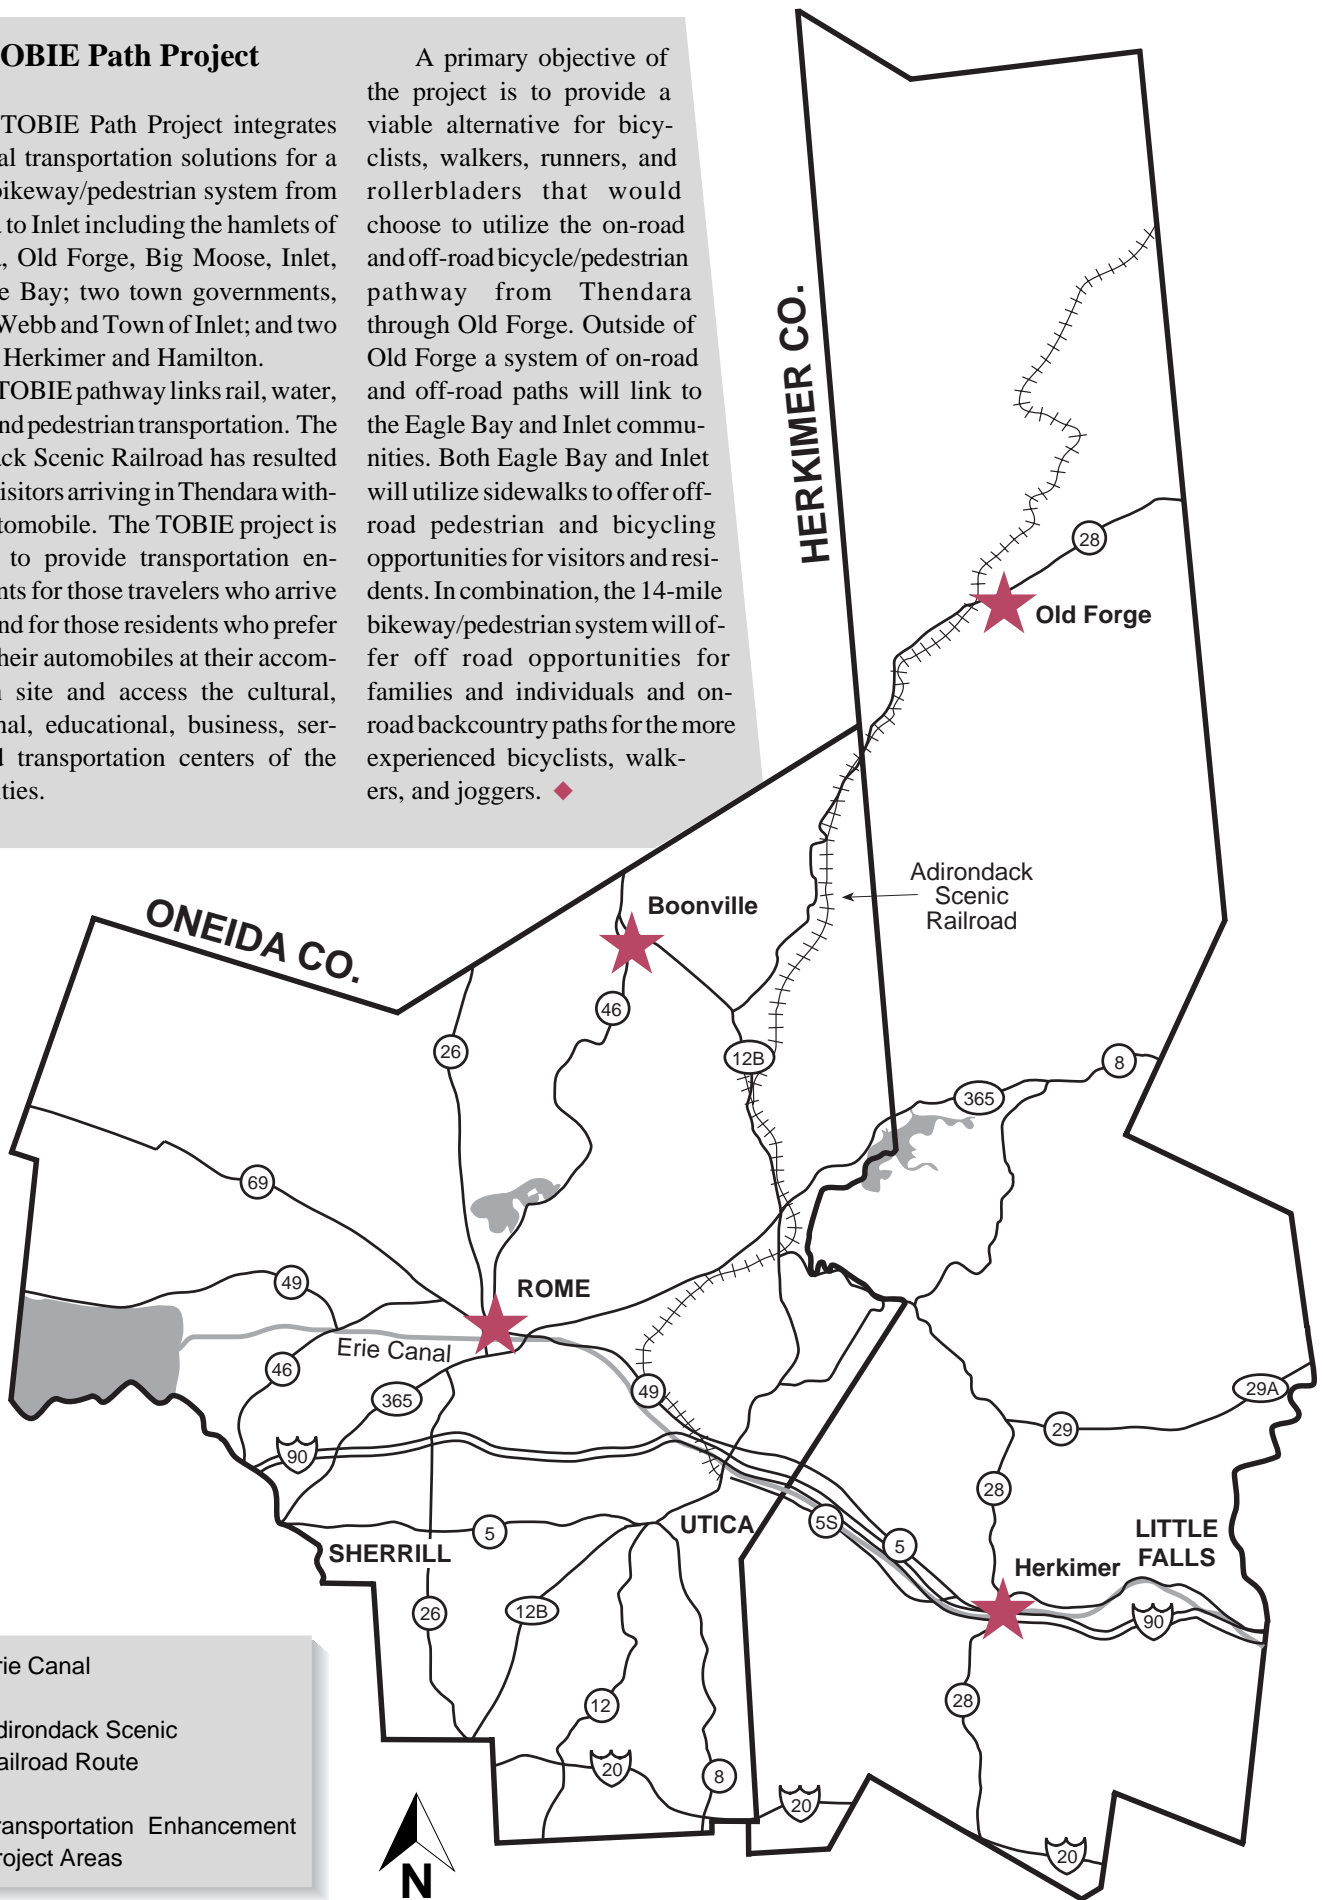 OBIE Path Project
TOBIE Path Project integrates
al transportation solutions for a
bikeway/pedestrian system from
a to Inlet including the hamlets of
, Old Forge, Big Moose, Inlet,
e Bay; two town governments,
Webb and Town of Inlet; and two
Herkimer and Hamilton.
TOBIE pathway links rail, water,
nd pedestrian transportation. The
ck Scenic Railroad has resulted
isitors arriving in Thendara with-
tomobile. The TOBIE project is
to provide transportation en-
nts for those travelers who arrive
nd for those residents who prefer
heir automobiles at their accom-
n site and access the cultural,
nal, educational, business, ser-
d transportation centers of the
ties.
A primary objective of
the project is to provide a
viable alternative for bicy-
clists, walkers, runners, and
rollerbladers that would
choose to utilize the on-road
and off-road bicycle/pedestrian
pathway from Thendara
through Old Forge. Outside of
Old Forge a system of on-road
and off-road paths will link to
the Eagle Bay and Inlet commu-
nities. Both Eagle Bay and Inlet
will utilize sidewalks to offer off-
road pedestrian and bicycling
opportunities for visitors and resi-
dents. In combination, the 14-mile
bikeway/pedestrian system will of-
fer off road opportunities for
families and individuals and on-
road backcountry paths for the more
experienced bicyclists, walk-
ers, and joggers. ◆
HERKIMER CO.
28
Old Forge
Adirondack
Scenic
Railroad
ONEIDA CO.
Boonville
46
26
12B
8
365
69
49
ROME
Erie Canal
46
365
49
29A
29
90
28
5S
5
UTICA
5
SHERRILL
LITTLE
FALLS
Herkimer
26
12B
90
12
28
20
8
20
20
rie Canal
dirondack Scenic
ailroad Route
ransportation Enhancement
roject Areas
N